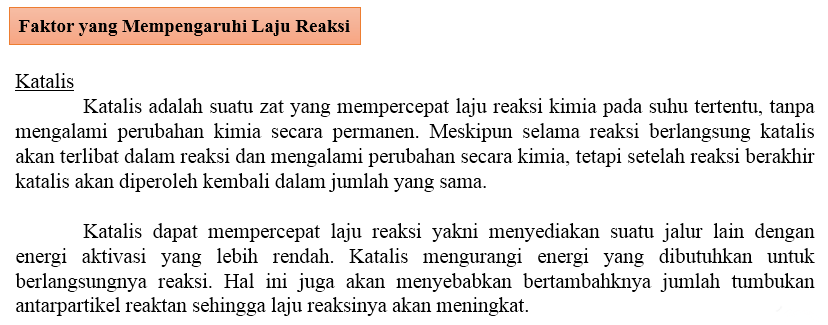 Faktor yang Mempengaruhi Laju Reaksi
Katalis
Katalis adalah suatu zat yang mempercepat laju reaksi kimia pada suhu tertentu, tanpa
mengalami perubahan kimia secara permanen. Meskipun selama reaksi berlangsung katalis
akan terlibat dalam reaksi dan mengalami perubahan secara kimia, tetapi setelah reaksi berakhir
katalis akan diperoleh kembali dalam jumlah yang sama.
Katalis dapat mempercepat laju reaksi yakni menyediakan suatu jalur lain dengan
energi aktivasi yang lebih rendah. Katalis mengurangi energi yang dibutuhkan untuk
berlangsungnya reaksi. Hal ini juga akan menyebabkan bertambahknya jumlah tumbukan
antarpartikel reaktan sehingga laju reaksinya akan meningkat.